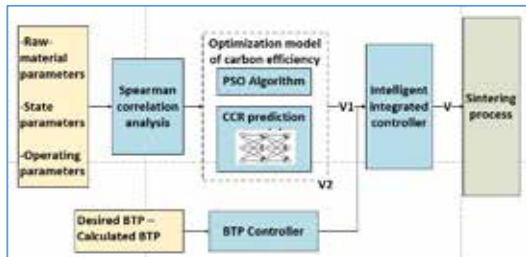 -Raw-
material
parameters
-State
parameters
-Operating
parameters
Spearman
correlation
analysis
Optimization model
of carbon efficiency
PSO Algorithm
CCR prediction
V1
V2
Intelligent
integrated
controller
V
Sintering
process
Desired BTP –
Calculated BTP
BTP Controller